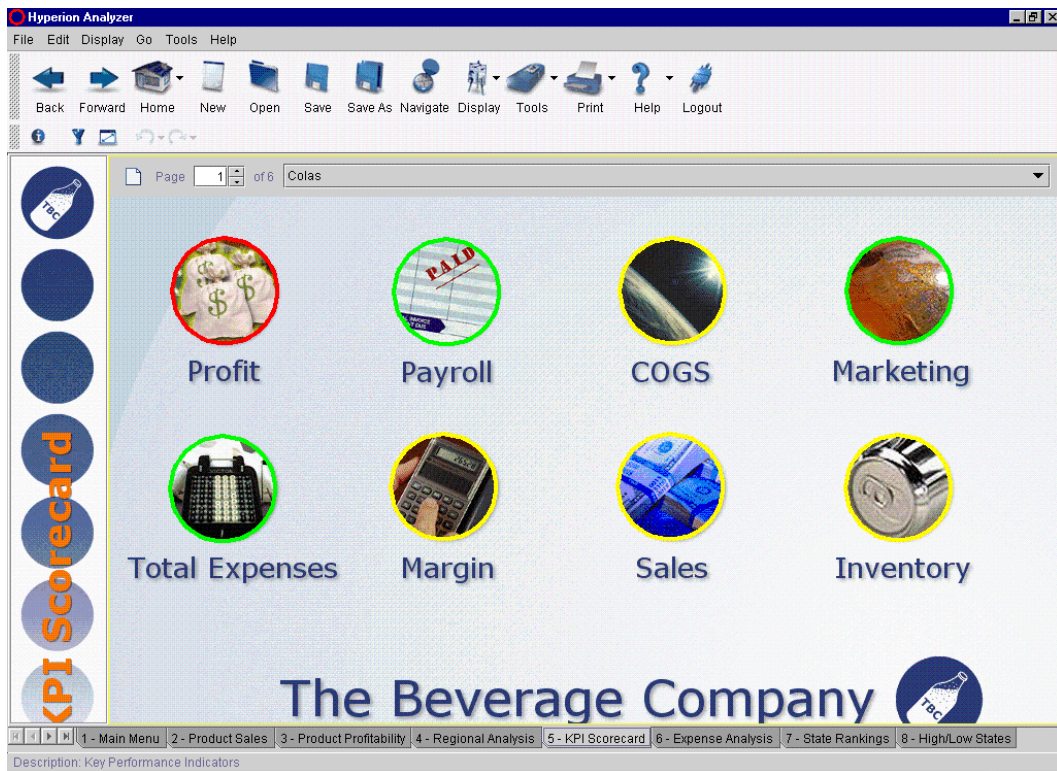 Hyperion Analyzer
File Edit Display Go Tools Help
Back Forward Home New Open Save Save As Navigate Display Tools Print Help Logout
Page 1 of 6 Colas
TBC
PAID
Profit Payroll COGS Marketing
Total Expenses Margin Sales Inventory
KPI Scorecard
The Beverage Company
TBC
1 - Main Menu 2 - Product Sales 3 - Product Profitability 4 - Regional Analysis 5 - KPI Scorecard 6 - Expense Analysis 7 - State Rankings 8 - High/Low States
Description: Key Performance Indicators